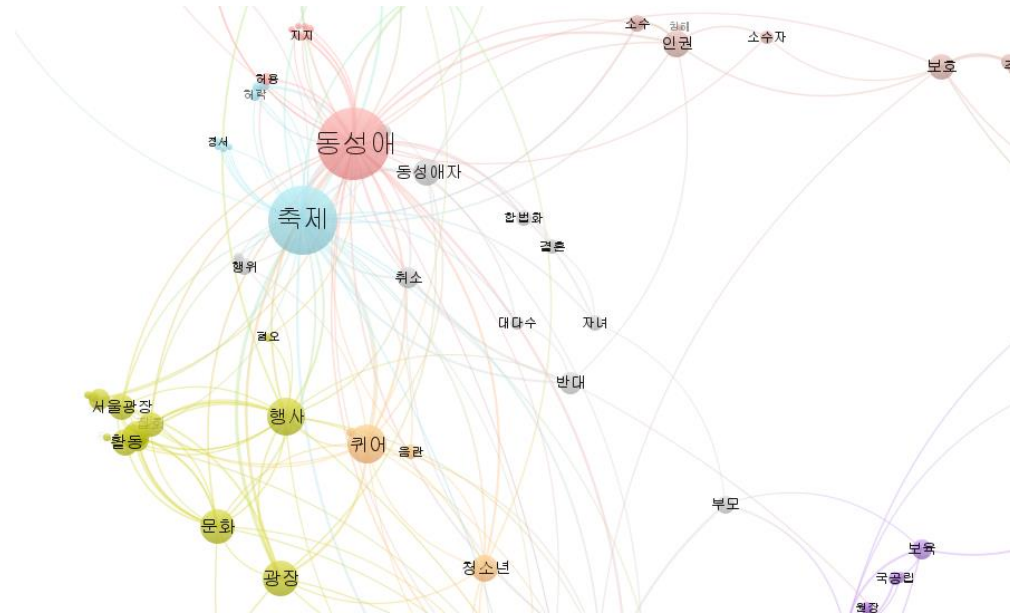 지지
소수
인권
소수자
보호
허용
허락
경서
동성애
동성애자
축제
합법화
결혼
행위
취소
대다수
자녀
혐오
반대
서울광장
행사
활동
퀴어
음란
부모
문화
보육
광장
청소년
국공립
원장